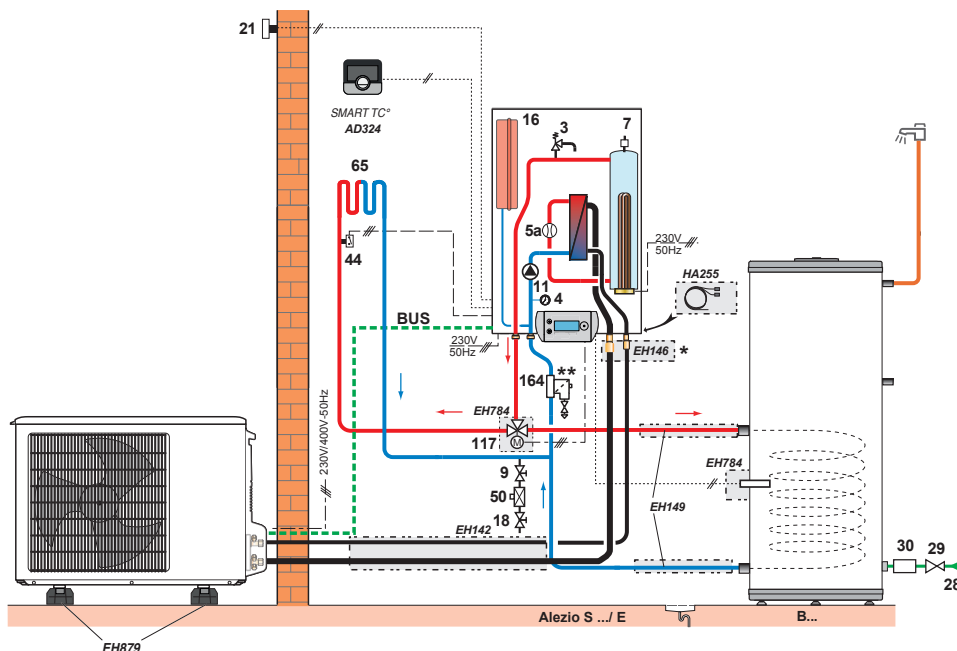 21
SMART TC°
AD324
65
44
16
3
7
5a
11
4
230V
50Hz
HA255
BUS
230V
50Hz
EH146 *
164 **
EH784
117
230V/400V-50Hz
9
50
18
EH142
EH149
EH784
30
29
28
Alezio S .../ E
B...
EH879
M